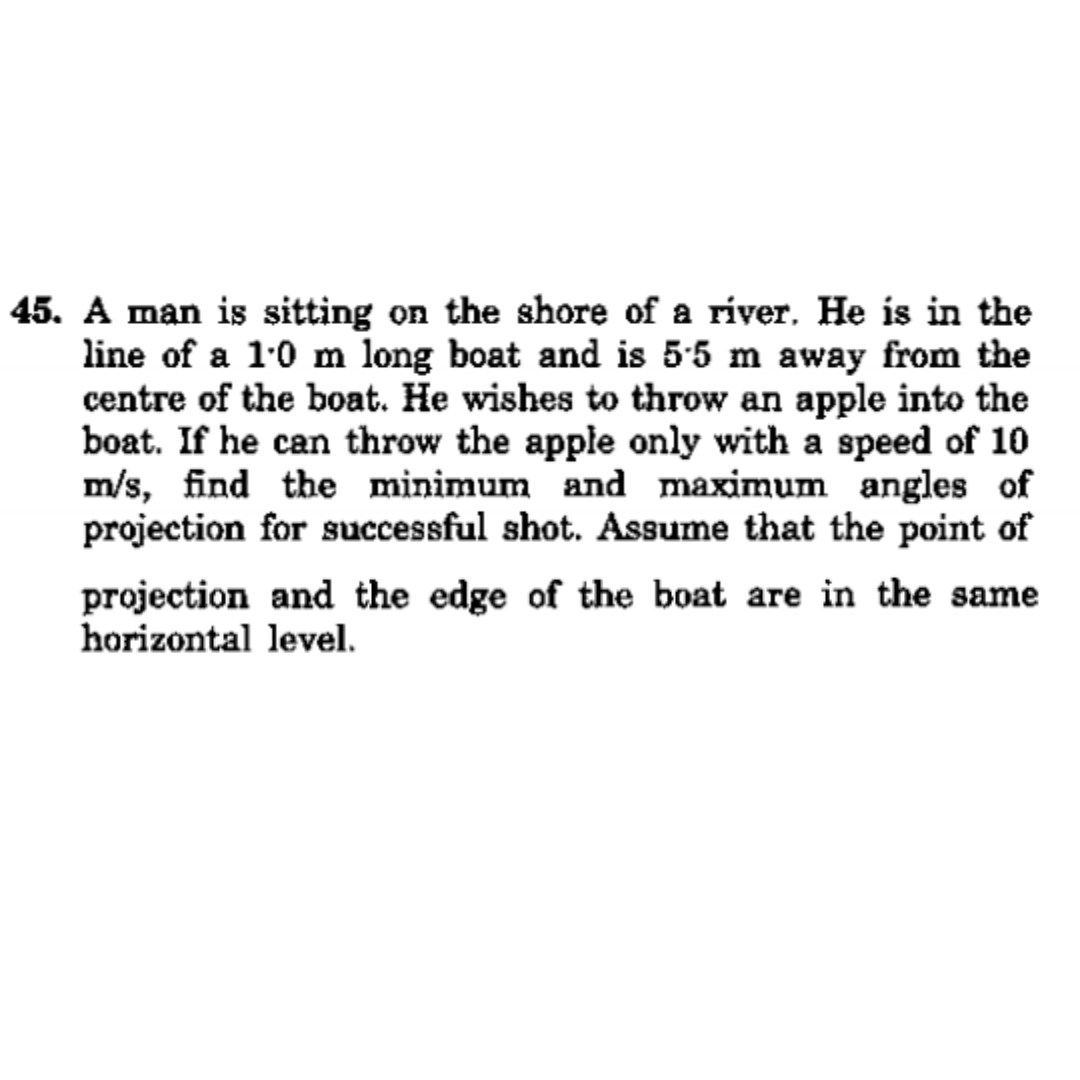 45. A man is sitting on the shore of a river. He is in the
line of a 1·0 m long boat and is 5·5 m away from the
centre of the boat. He wishes to throw an apple into the
boat. If he can throw the apple only with a speed of 10
m/s, find the minimum and maximum angles of
projection for successful shot. Assume that the point of
projection and the edge of the boat are in the same
horizontal level.